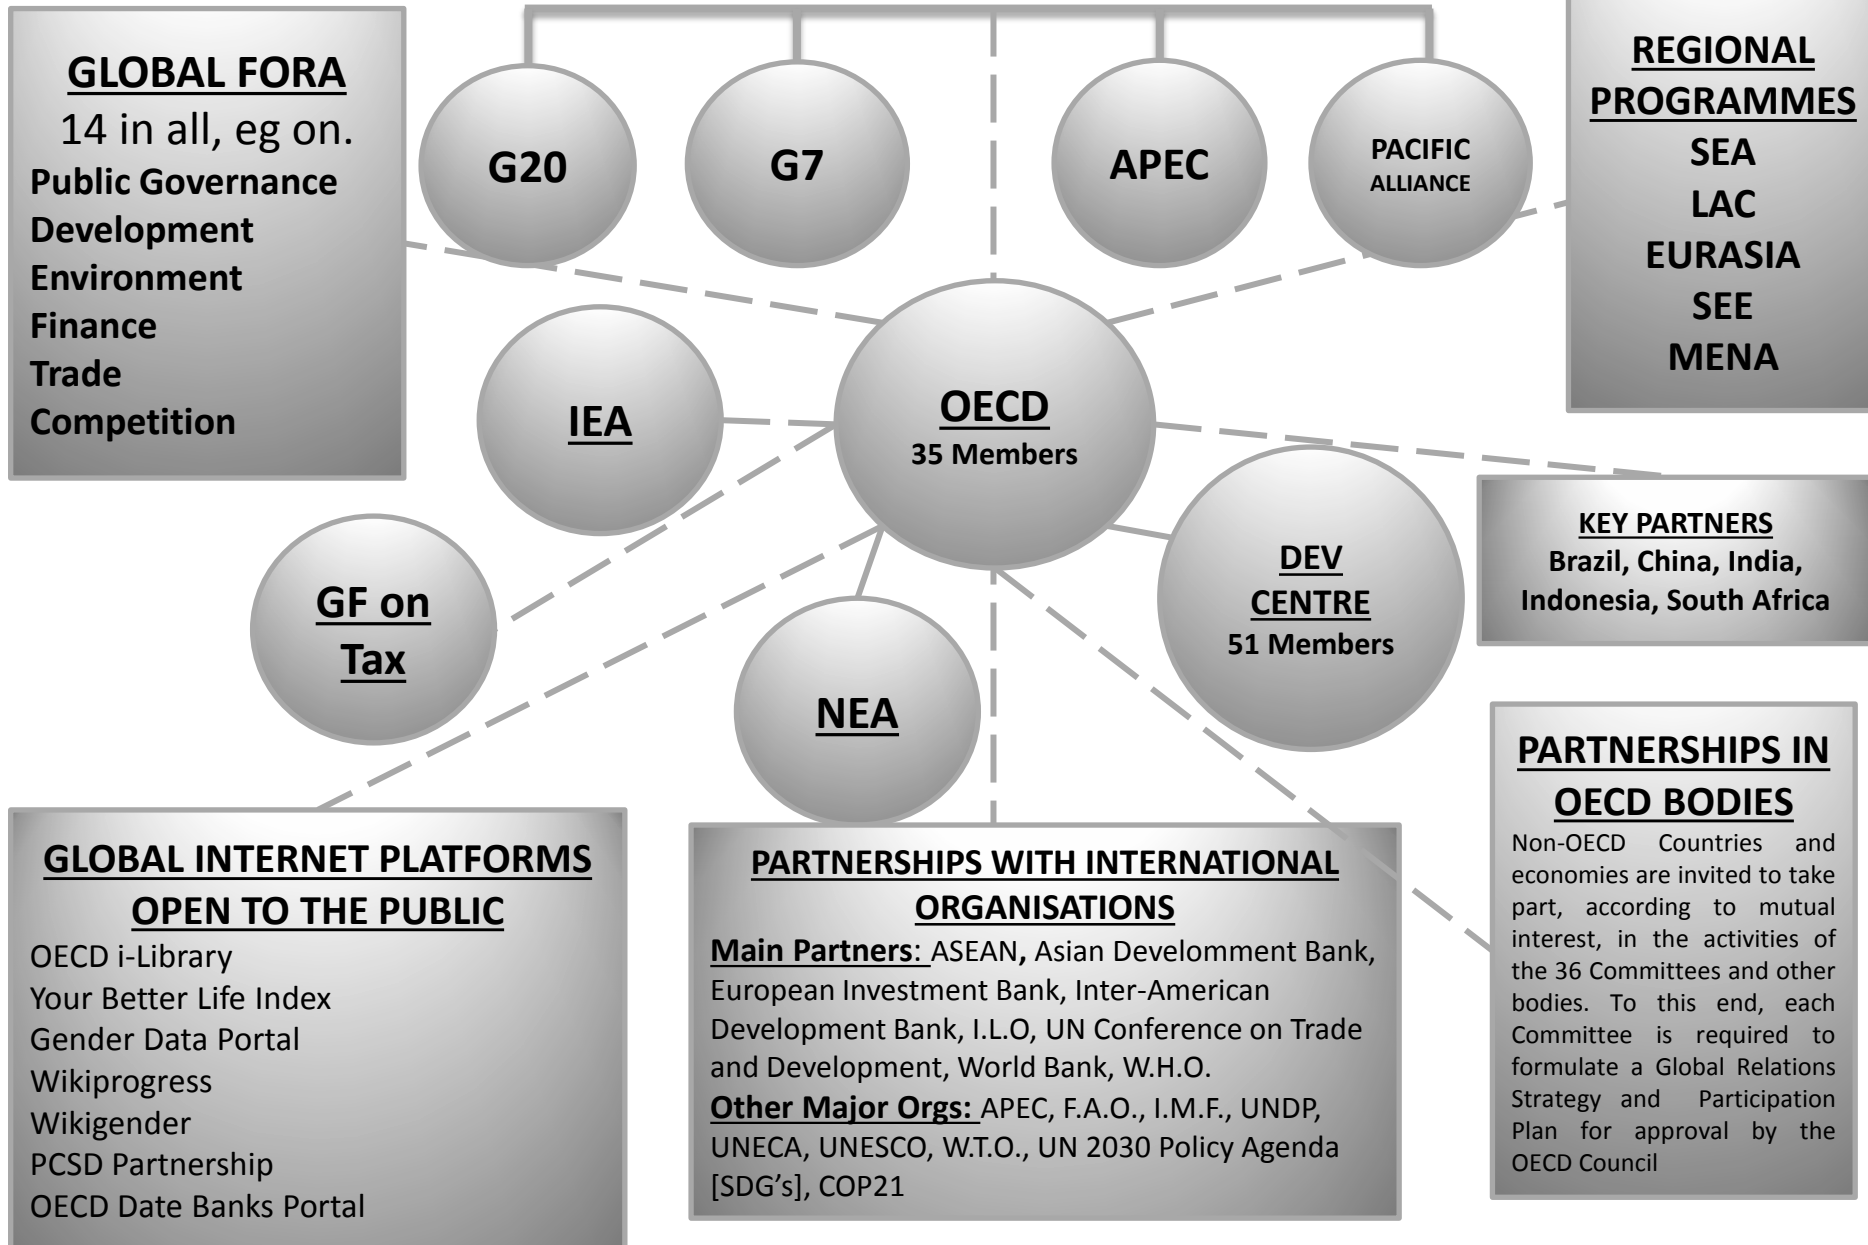 GLOBAL FORA
14 in all, eg on.
Public Governance
Development
Environment
Finance
Trade
Competition
G20
G7
APEC
PACIFIC
ALLIANCE
REGIONAL
PROGRAMMES
SEA
LAC
EURASIA
SEE
MENA
IEA
OECD
35 Members
GF on
Tax
NEA
DEV
CENTRE
51 Members
KEY PARTNERS
Brazil, China, India,
Indonesia, South Africa
GLOBAL INTERNET PLATFORMS
OPEN TO THE PUBLIC
OECD i-Library
Your Better Life Index
Gender Data Portal
Wikiprogress
Wikigender
PCSD Partnership
OECD Date Banks Portal
PARTNERSHIPS WITH INTERNATIONAL
ORGANISATIONS
Main Partners: ASEAN, Asian Develomment Bank,
European Investment Bank, Inter-American
Development Bank, I.L.O, UN Conference on Trade
and Development, World Bank, W.H.O.
Other Major Orgs: APEC, F.A.O., I.M.F., UNDP,
UNECA, UNESCO, W.T.O., UN 2030 Policy Agenda
[SDG’s], COP21
PARTNERSHIPS IN
OECD BODIES
Non-OECD Countries and
economies are invited to take
part, according to mutual
interest, in the activities of
the 36 Committees and other
bodies. To this end, each
Committee is required to
formulate a Global Relations
Strategy and Participation
Plan for approval by the
OECD Council